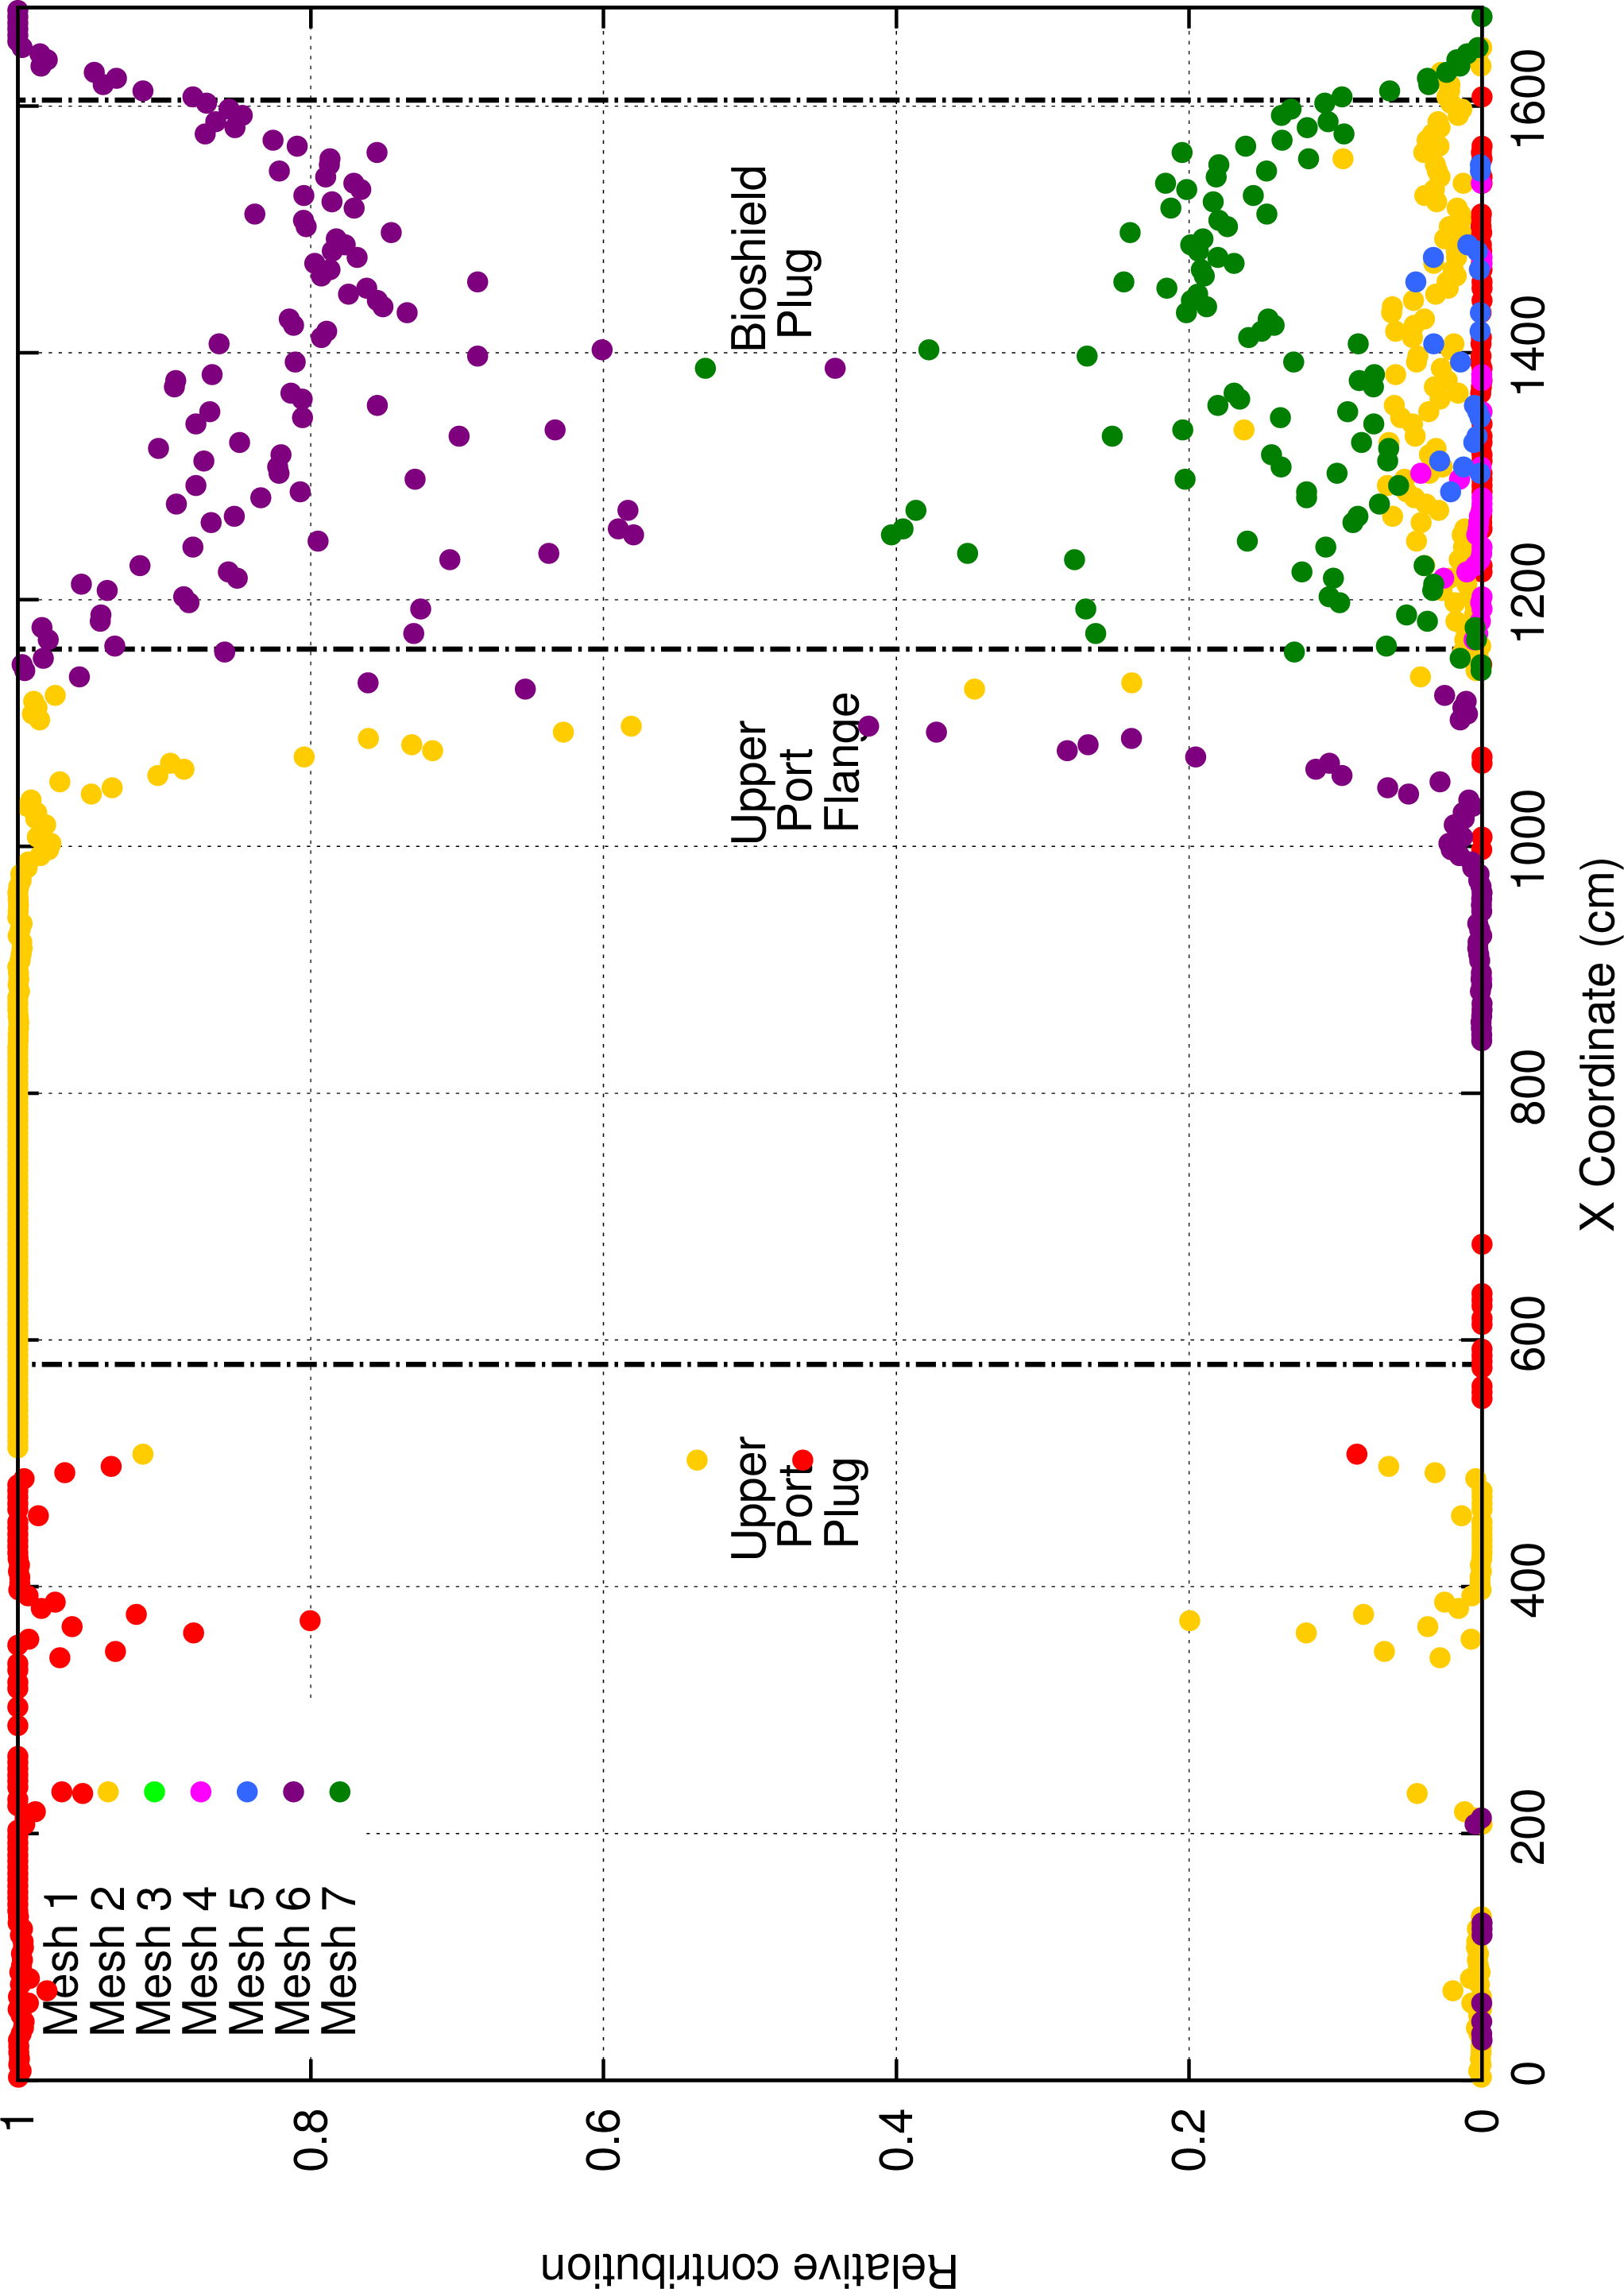 Relative contribution
1
0.8
0.6
0.4
0.2
0
0
200
400
600
800
1000
1200
1400
1600
X Coordinate (cm)
Mesh 1
Mesh 2
Mesh 3
Mesh 4
Mesh 5
Mesh 6
Mesh 7
Upper
Port
Plug
Upper
Port
Flange
Bioshield
Plug